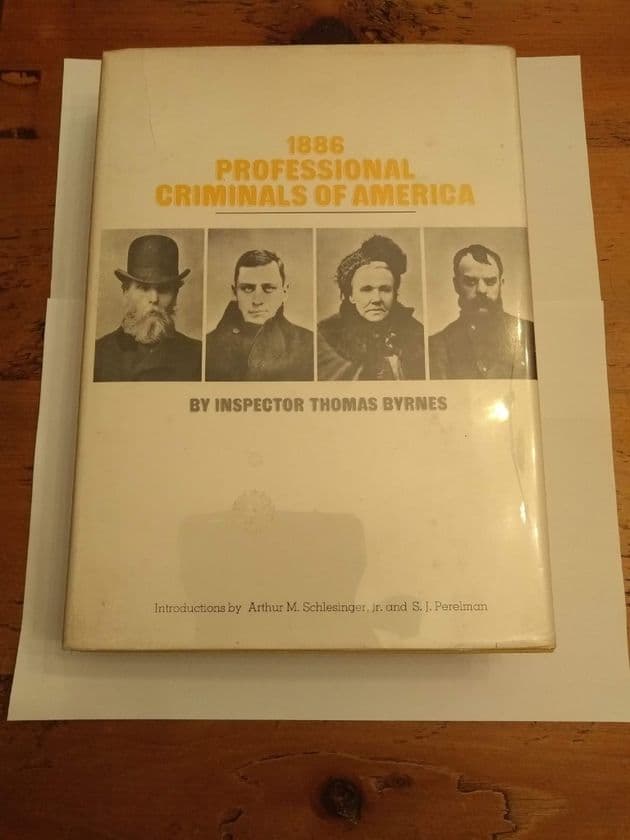 1886
PROFESSIONAL
CRIMINALS OF AMERICA
BY INSPECTOR THOMAS BYRNES
Introductions by Arthur M. Schlesinger, jr. and S. J. Perelman